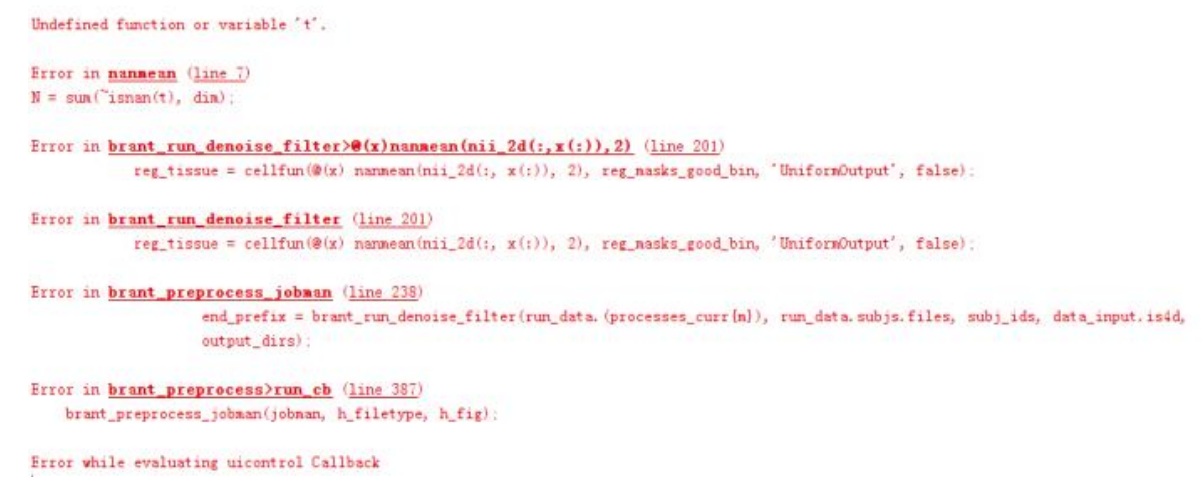 Undefined function or variable 't'.
Error in nanmean (line 7)
N = sum(~isnan(t), dim);
Error in brant_run_denoise_filter>@(x)nanmean(nii_2d(:,x(:)),2) (line 201)
reg_tissue = cellfun(@(x) nanmean(nii_2d(:, x(:)), 2), reg_masks_good_bin, 'UniformOutput', false);
Error in brant_run_denoise_filter (line 201)
reg_tissue = cellfun(@(x) nanmean(nii_2d(:, x(:)), 2), reg_masks_good_bin, 'UniformOutput', false);
Error in brant_preprocess_jobman (line 238)
end_prefix = brant_run_denoise_filter(run_data.(processes_curr{m}), run_data.subjs.files, subj_ids, data_input.is4d,
output_dirs);
Error in brant_preprocess>run_cb (line 387)
brant_preprocess_jobman(jobman, h_filetype, h_fig);
Error while evaluating uicontrol Callback